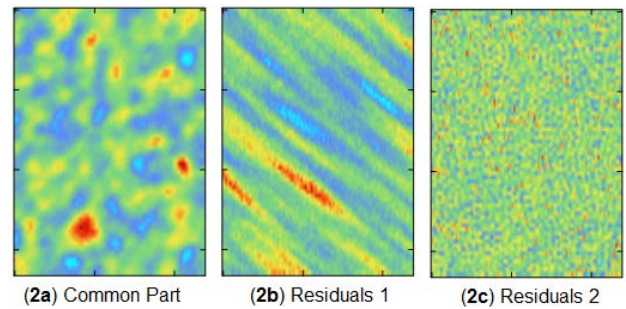 (2a) Common Part
(2b) Residuals 1
(2c) Residuals 2